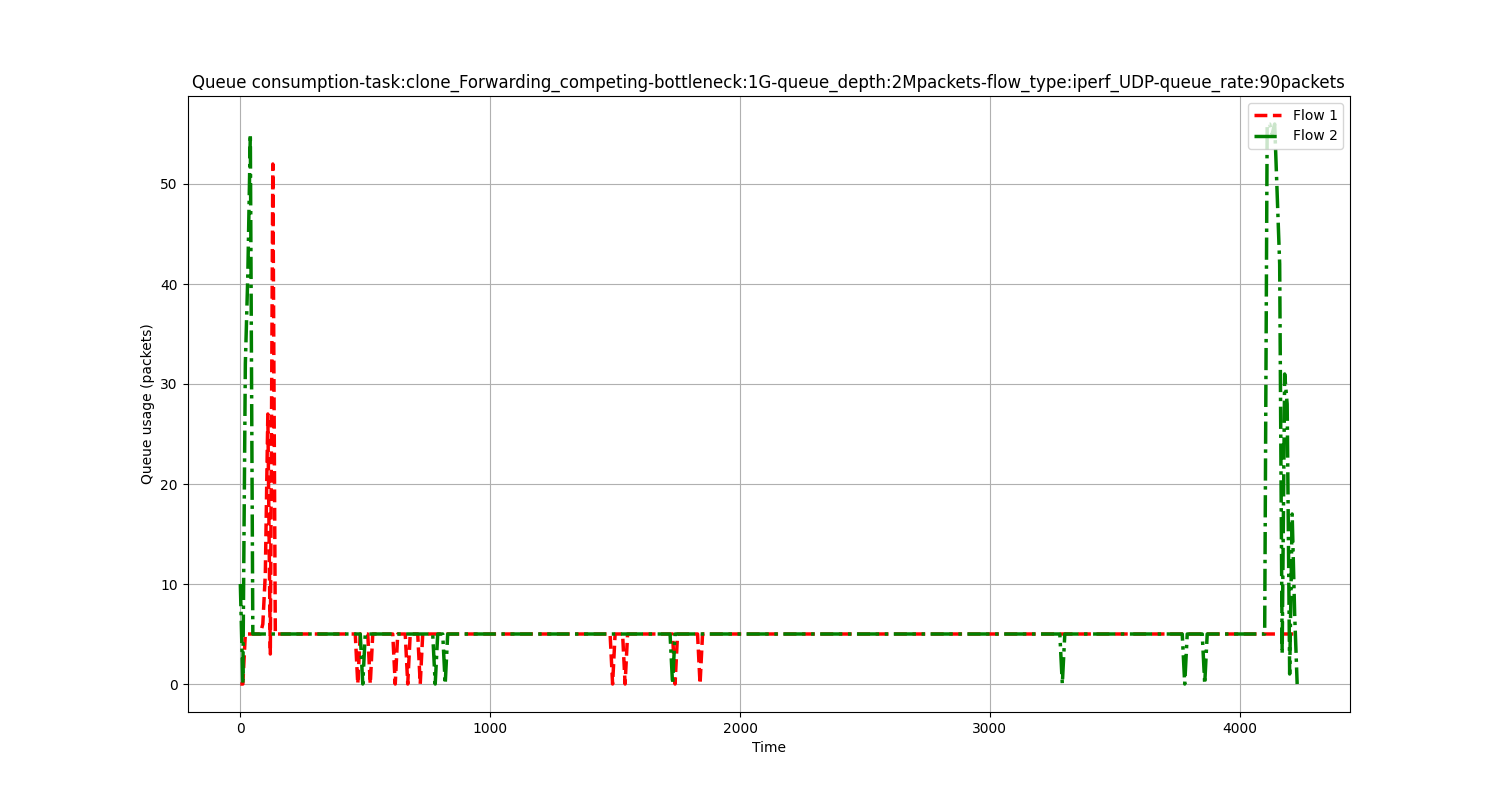 Queue consumption-task:clone_Forwarding_competing-bottleneck:1G-queue_depth:2Mpackets-flow_type:iperf_UDP-queue_rate:90packets
Flow 1
Flow 2
50
40
30
20
10
0
Queue usage (packets)
0 1000 2000 3000 4000
Time